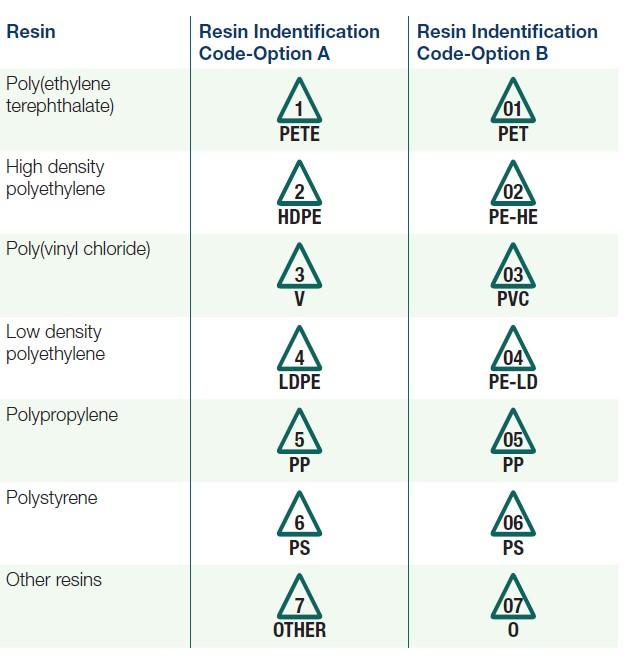 Resin
Resin Indentification
Code-Option A
Resin Indentification
Code-Option B
Poly(ethylene
terephthalate)
1
PETE
01
PET
High density
polyethylene
2
HDPE
02
PE-HE
Poly(vinyl chloride)
3
V
03
PVC
Low density
polyethylene
4
LDPE
04
PE-LD
Polypropylene
5
PP
05
PP
Polystyrene
6
PS
06
PS
Other resins
7
OTHER
07
O